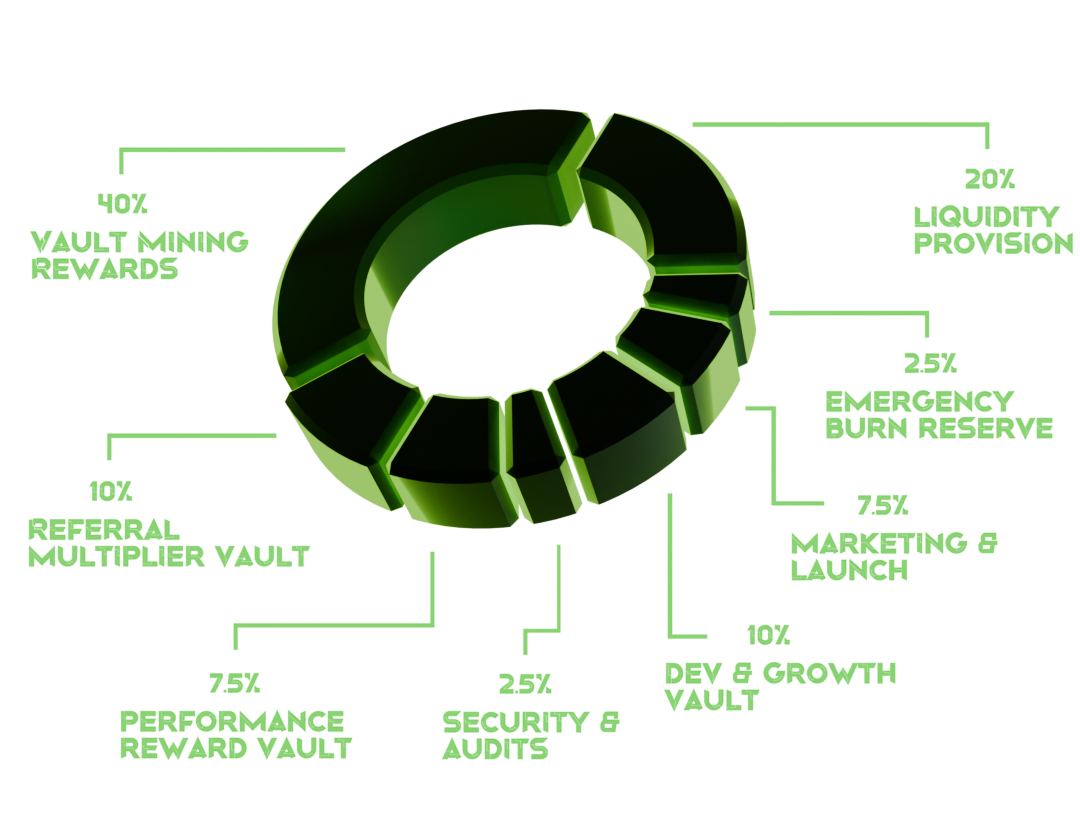 40%
VAULT MINING
REWARDS
20%
LIQUIDITY
PROVISION
2.5%
EMERGENCY
BURN RESERVE
10%
REFERRAL
MULTIPLIER VAULT
7.5%
MARKETING &
LAUNCH
10%
DEV & GROWTH
VAULT
7.5%
PERFORMANCE
REWARD VAULT
2.5%
SECURITY &
AUDITS